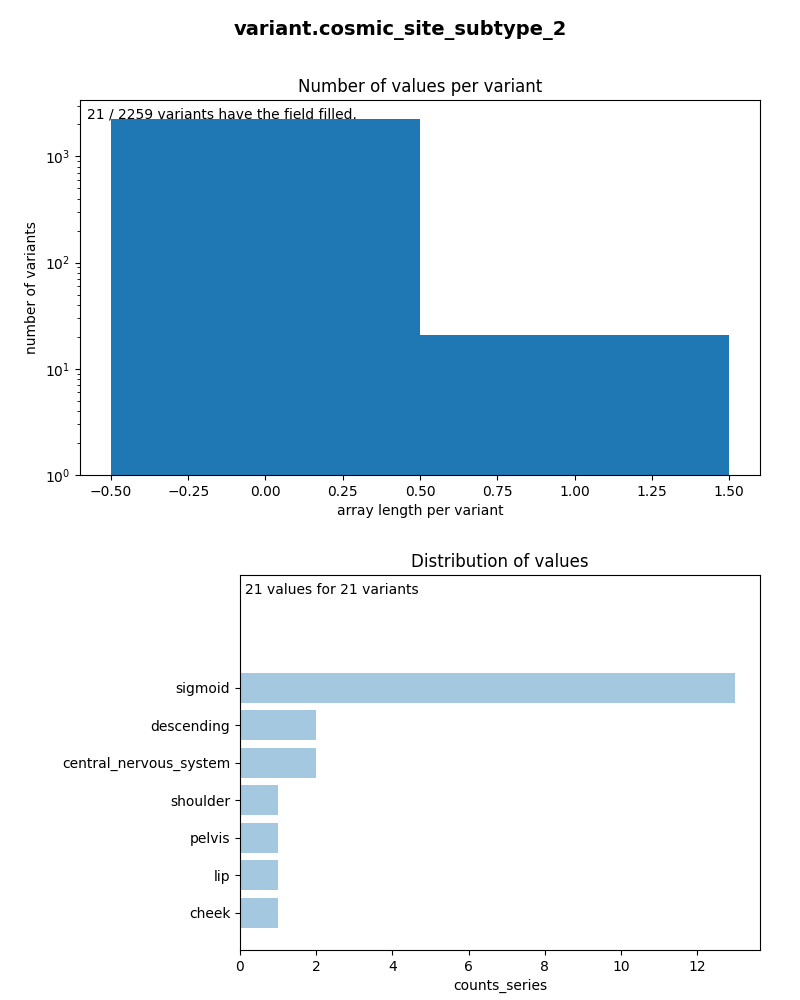 variant.cosmic_site_subtype_2
Number of values per variant
21 / 2259 variants have the field filled.
10³
10²
10¹
10⁰
number of variants
−0.50 −0.25 0.00 0.25 0.50 0.75 1.00 1.25 1.50
array length per variant
Distribution of values
21 values for 21 variants
sigmoid
descending
central_nervous_system
shoulder
pelvis
lip
cheek
0 2 4 6 8 10 12
counts_series